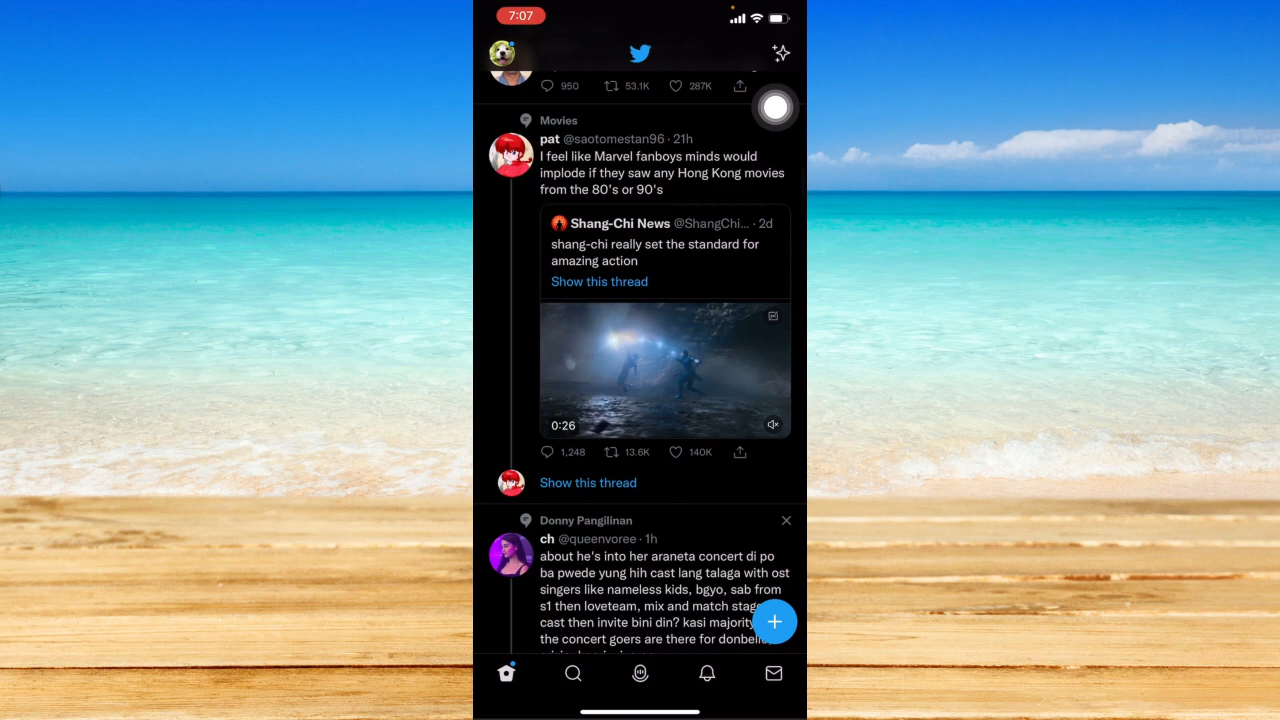 7:07
950 53.1K 287K
Movies
pat @saotomestan96 · 21h
I feel like Marvel fanboys minds would
implode if they saw any Hong Kong movies
from the 80's or 90's
Shang-Chi News @ShangChi... · 2d
shang-chi really set the standard for
amazing action
Show this thread
0:26
1,248 13.6K 140K
Show this thread
Donny Pangilinan
ch @queenvoree · 1h
about he's into her araneta concert di po
ba pwede yung hih cast lang talaga with ost
singers like nameless kids, bgyo, sab from
s1 then loveteam, mix and match
cast then invite bini din? kasi majority
the concert goers are there for